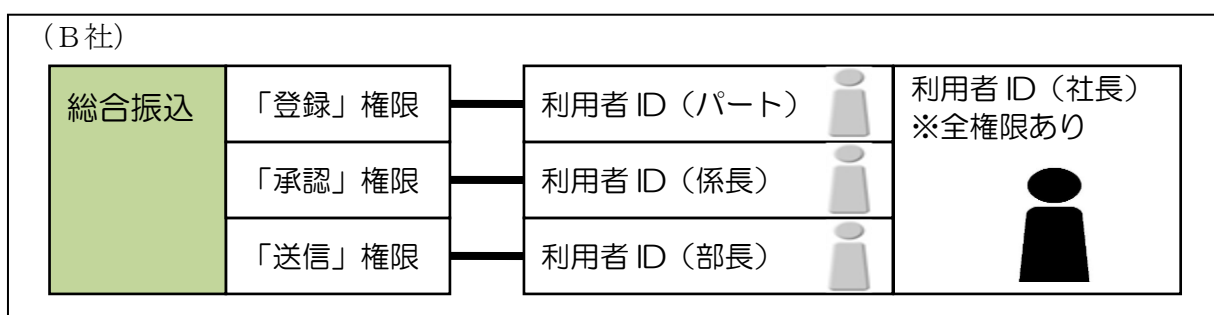 （Ｂ社）
総合振込
「登録」権限
利用者 ID（パート）
利用者 ID（社長）
※全権限あり
「承認」権限
利用者 ID（係長）
「送信」権限
利用者 ID（部長）